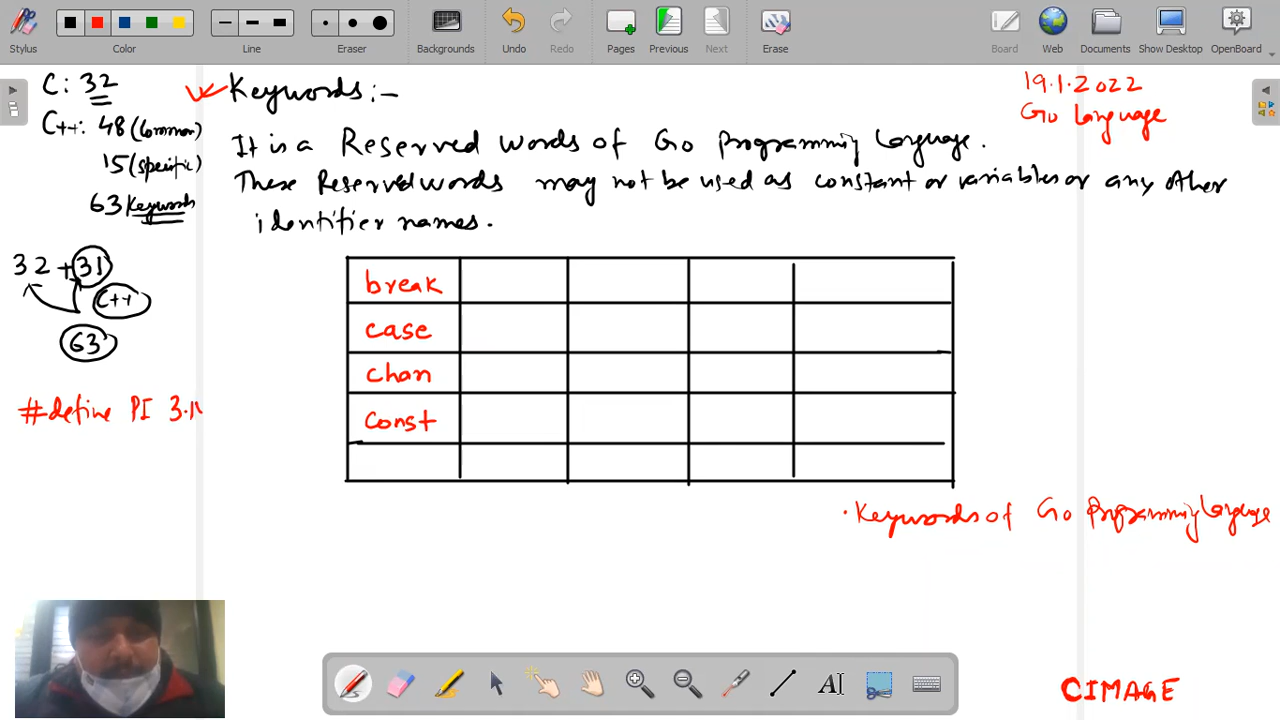 Stylus
Color
Line
Eraser
Backgrounds
Undo
Redo
Pages
Previous
Next
Erase
Board
Web
Documents
Show Desktop
OpenBoard
C: 32
C++: 48 (Common)
15 (specific)
63 Keywords
32 + 31
C++
63
#define PI 3.1
Keywords :-
19.1.2022
Go Language
It is a Reserved words of Go Programming Language.
These Reserved words may not be used as constant or variables or any other
identifier names.
break
case
chan
const
. Keywords of Go Programming Language
CIMAGE